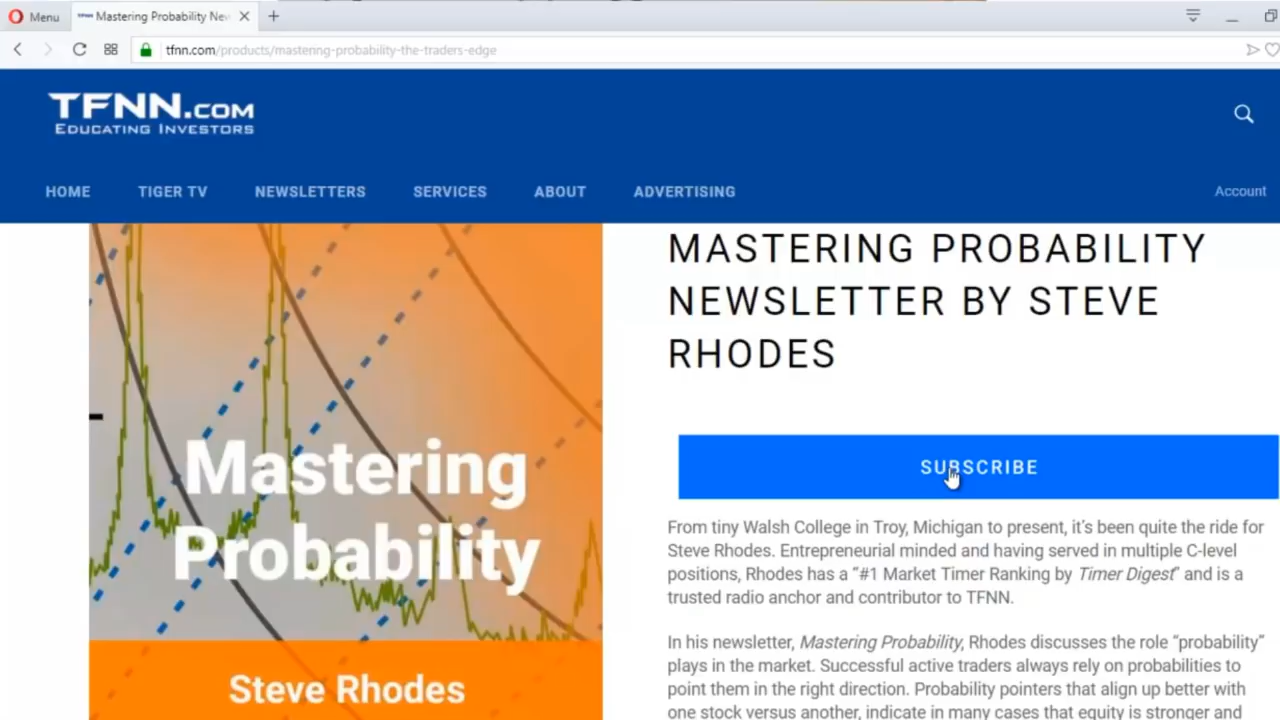 Menu
TFNN Mastering Probability New
tfnn.com/products/mastering-probability-the-traders-edge
TFNN.COM
EDUCATING INVESTORS
HOME TIGER TV NEWSLETTERS SERVICES ABOUT ADVERTISING Account
MASTERING PROBABILITY
NEWSLETTER BY STEVE
RHODES
Mastering
Probability
Steve Rhodes
SUBSCRIBE
From tiny Walsh College in Troy, Michigan to present, it's been quite the ride for
Steve Rhodes. Entrepreneurial minded and having served in multiple C-level
positions, Rhodes has a “#1 Market Timer Ranking by Timer Digest” and is a
trusted radio anchor and contributor to TFNN.
In his newsletter, Mastering Probability, Rhodes discusses the role “probability”
plays in the market. Successful active traders always rely on probabilities to
point them in the right direction. Probability pointers that align up better with
one stock versus another, indicate in many cases that equity is stronger and